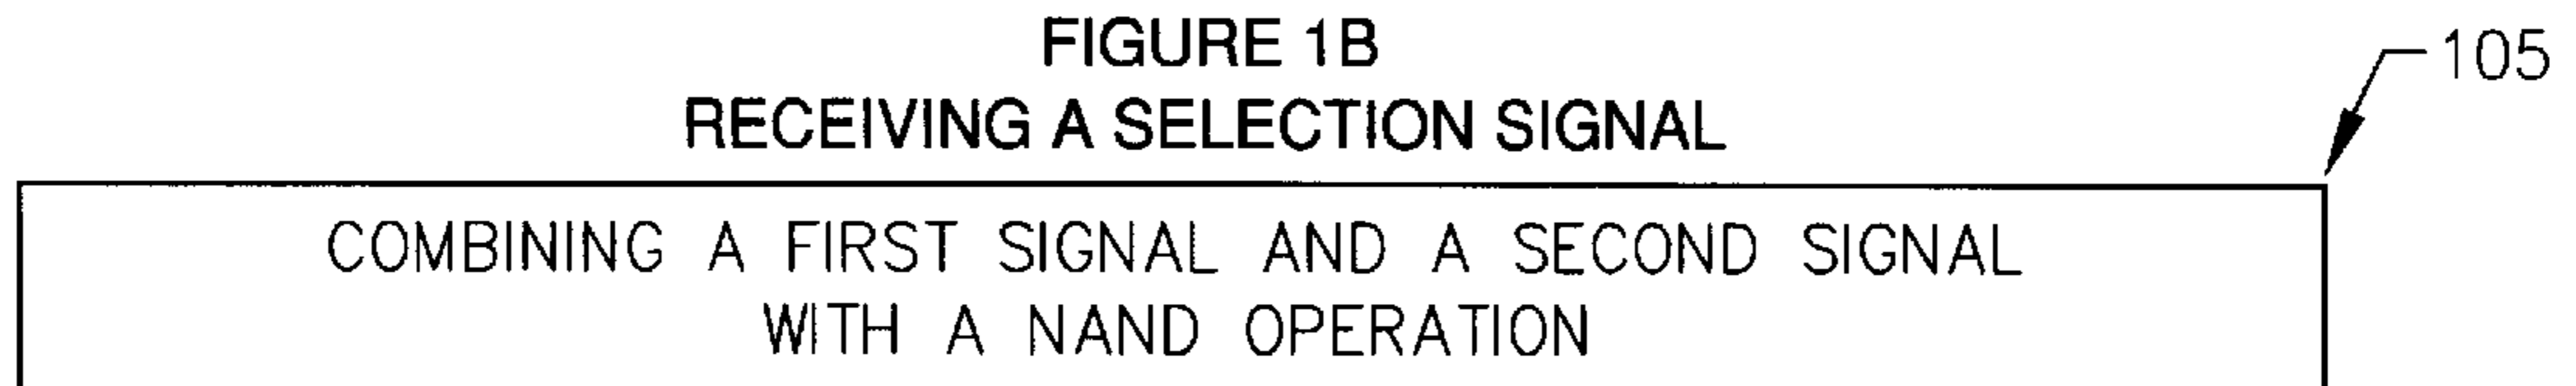 FIGURE 1B
105
RECEIVING A SELECTION SIGNAL
COMBINING A FIRST SIGNAL AND A SECOND SIGNAL
WITH A NAND OPERATION